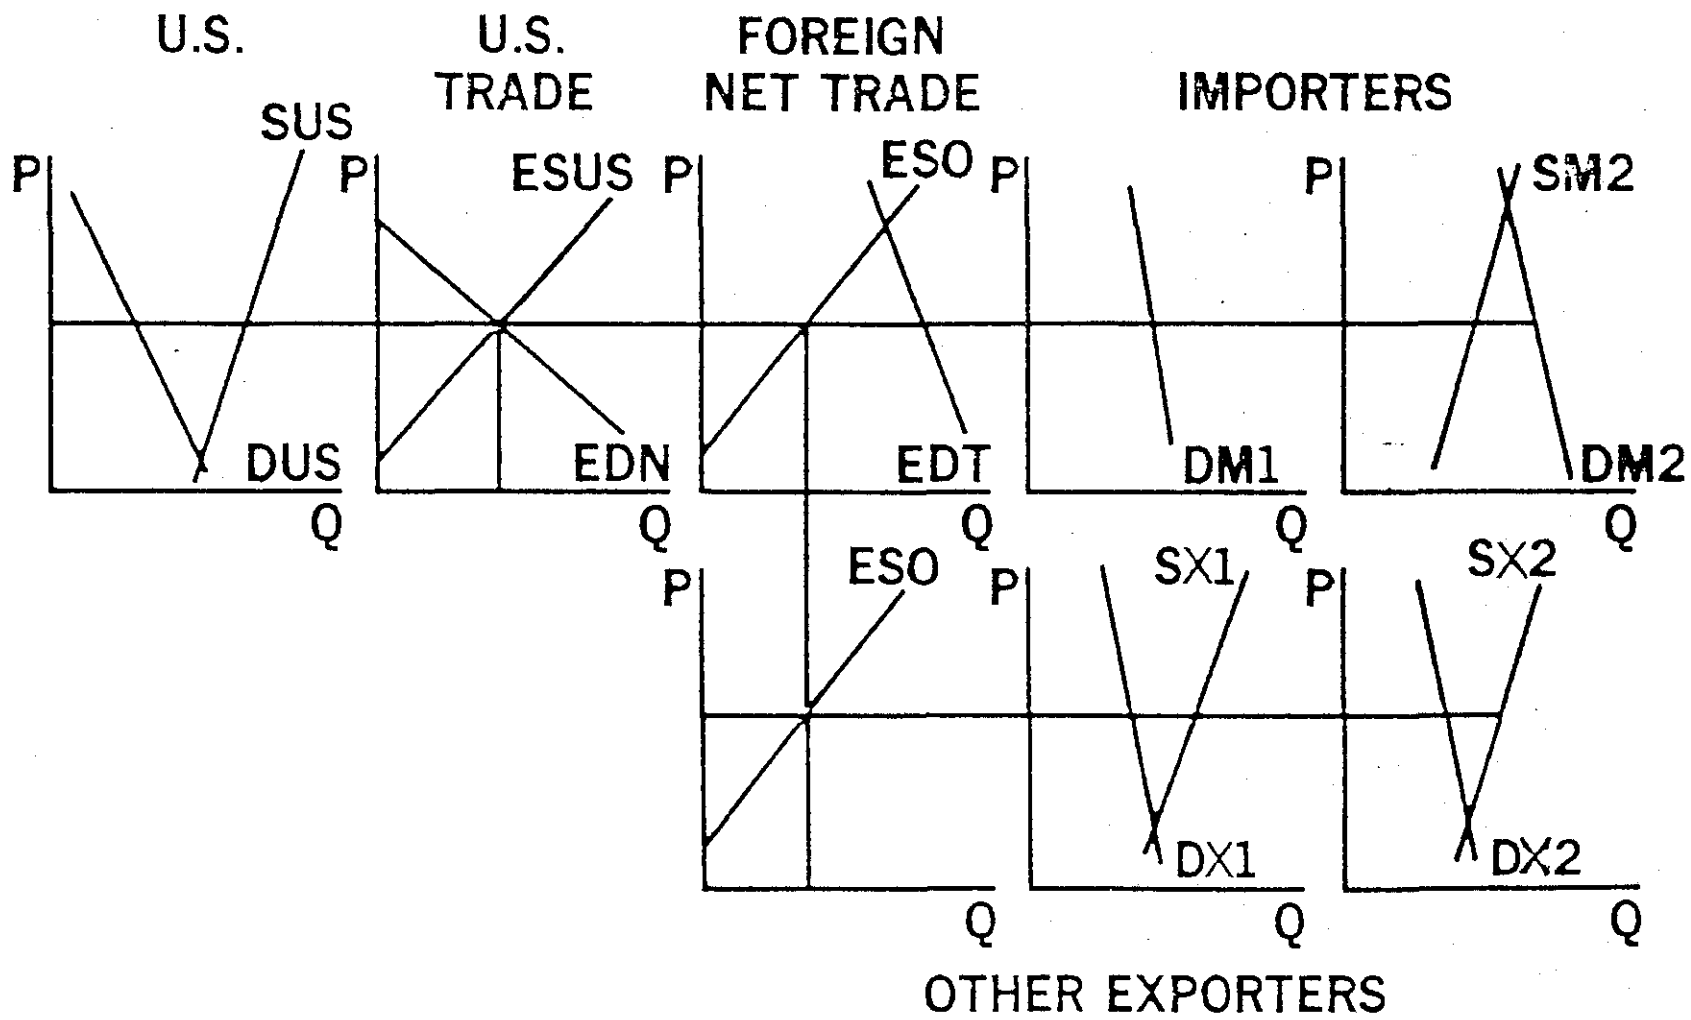 U.S.
U.S.
TRADE
FOREIGN
NET TRADE
IMPORTERS
P
SUS
DUS
Q
P
ESUS
EDN
Q
P
ESO
EDT
Q
P
DM1
Q
P
SM2
DM2
Q
P
ESO
Q
P
SX1
DX1
Q
P
SX2
DX2
Q
OTHER EXPORTERS